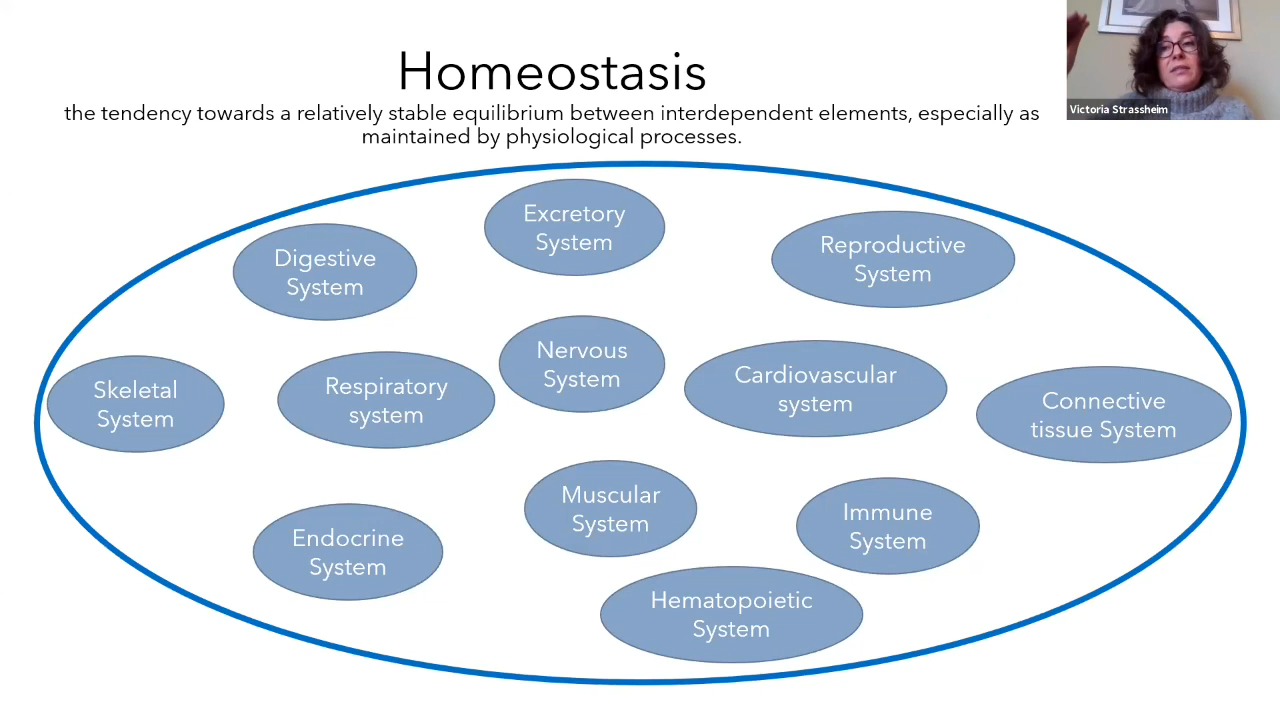 Homeostasis
the tendency towards a relatively stable equilibrium between interdependent elements, especially as
maintained by physiological processes.
Victoria Strassheim
Excretory
System
Digestive
System
Reproductive
System
Nervous
System
Skeletal
System
Respiratory
system
Cardiovascular
system
Connective
tissue System
Muscular
System
Immune
System
Endocrine
System
Hematopoietic
System